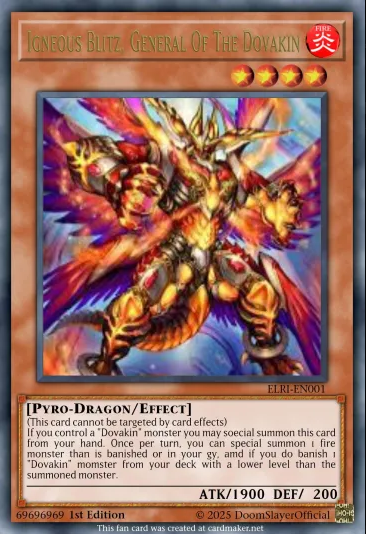 Igneous Blitz, General Of The Dovakin
FIRE
炎
ELRI-EN001
[Pyro-Dragon/Effect]
(This card cannot be targeted by card effects)
If you control a "Dovakin" monster you may soecial summon this card
from your hand. Once per turn, you can special summon 1 fire
monster than is banished or in your gy, amd if you do banish 1
"Dovakin" momster from your deck with a lower level than the
summoned monster.
ATK/1900 DEF/ 200
69696969 1st Edition
© 2025 DoomSlayerOfficial
This fan card was created at cardmaker.net